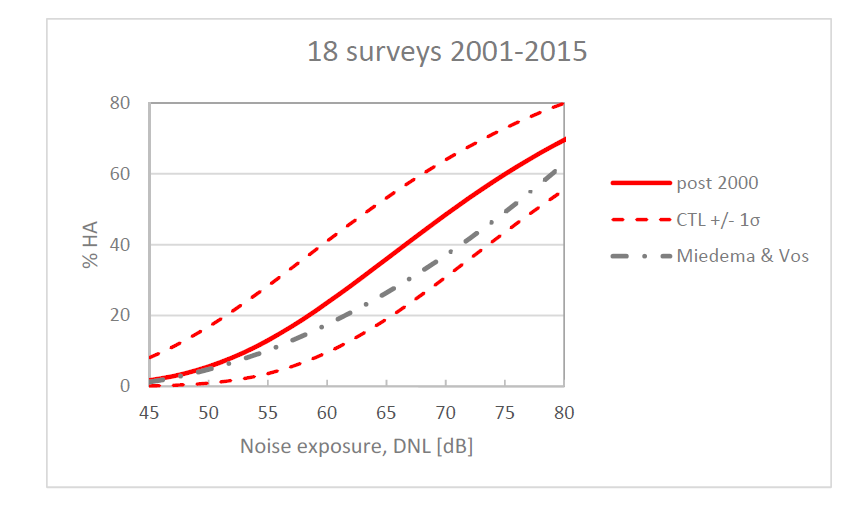 18 surveys 2001-2015
80
60
40
20
0
% HA
45 50 55 60 65 70 75 80
Noise exposure, DNL [dB]
post 2000
CTL +/- 1σ
Miedema & Vos